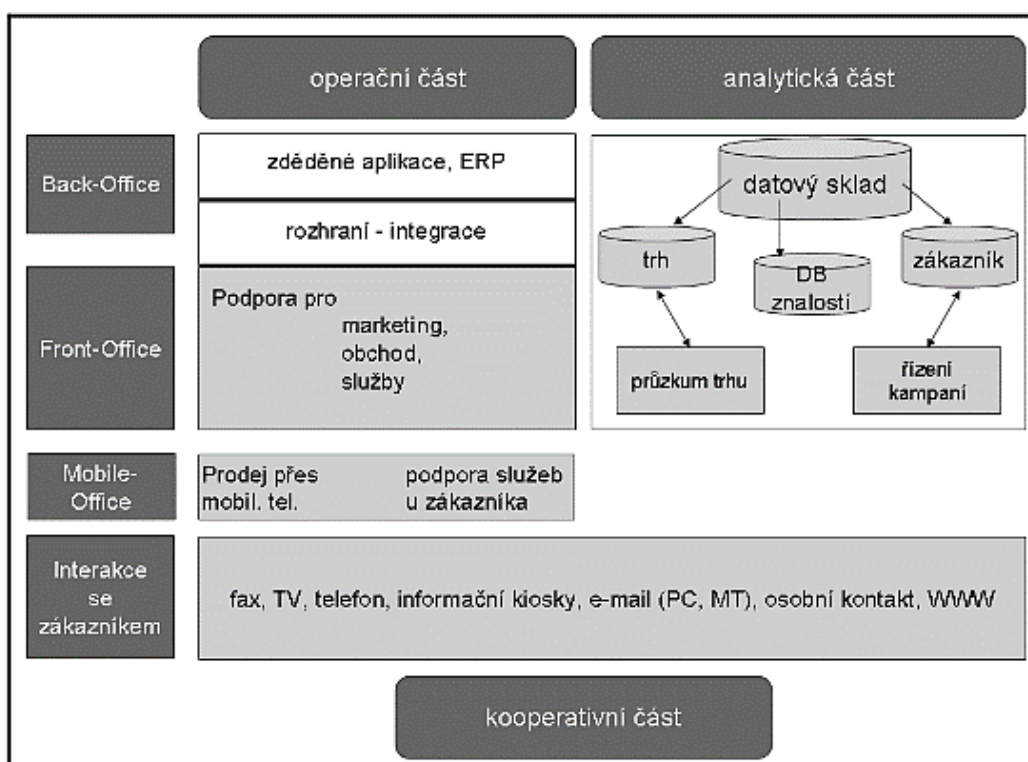 operační část
analytická část
Back-Office
zděděné aplikace, ERP
rozhraní - integrace
datový sklad
trh
DB
znalostí
zákazník
Front-Office
Podpora pro
marketing,
obchod,
služby
průzkum trhu
řízení
kampaní
Mobile-
Office
Prodej přes
mobil. tel.
podpora služeb
u zákazníka
Interakce
se
zákazníkem
fax, TV, telefon, informační kiosky, e-mail (PC, MT), osobní kontakt, WWW
kooperativní část